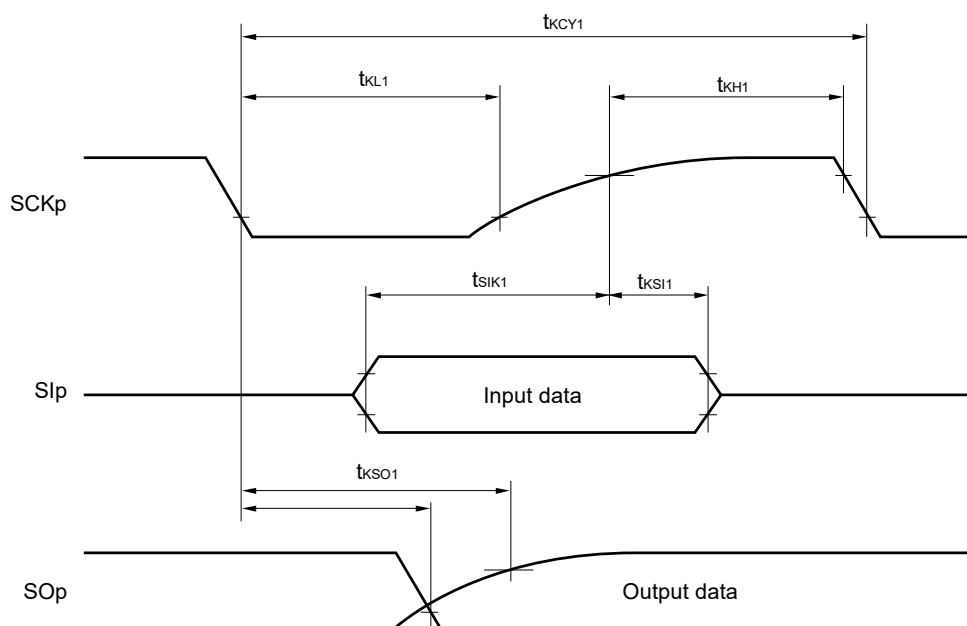 tKCY1
tKL1
tKH1
SCKp
tSIK1
tKSI1
SIp
Input data
tKSO1
SOp
Output data